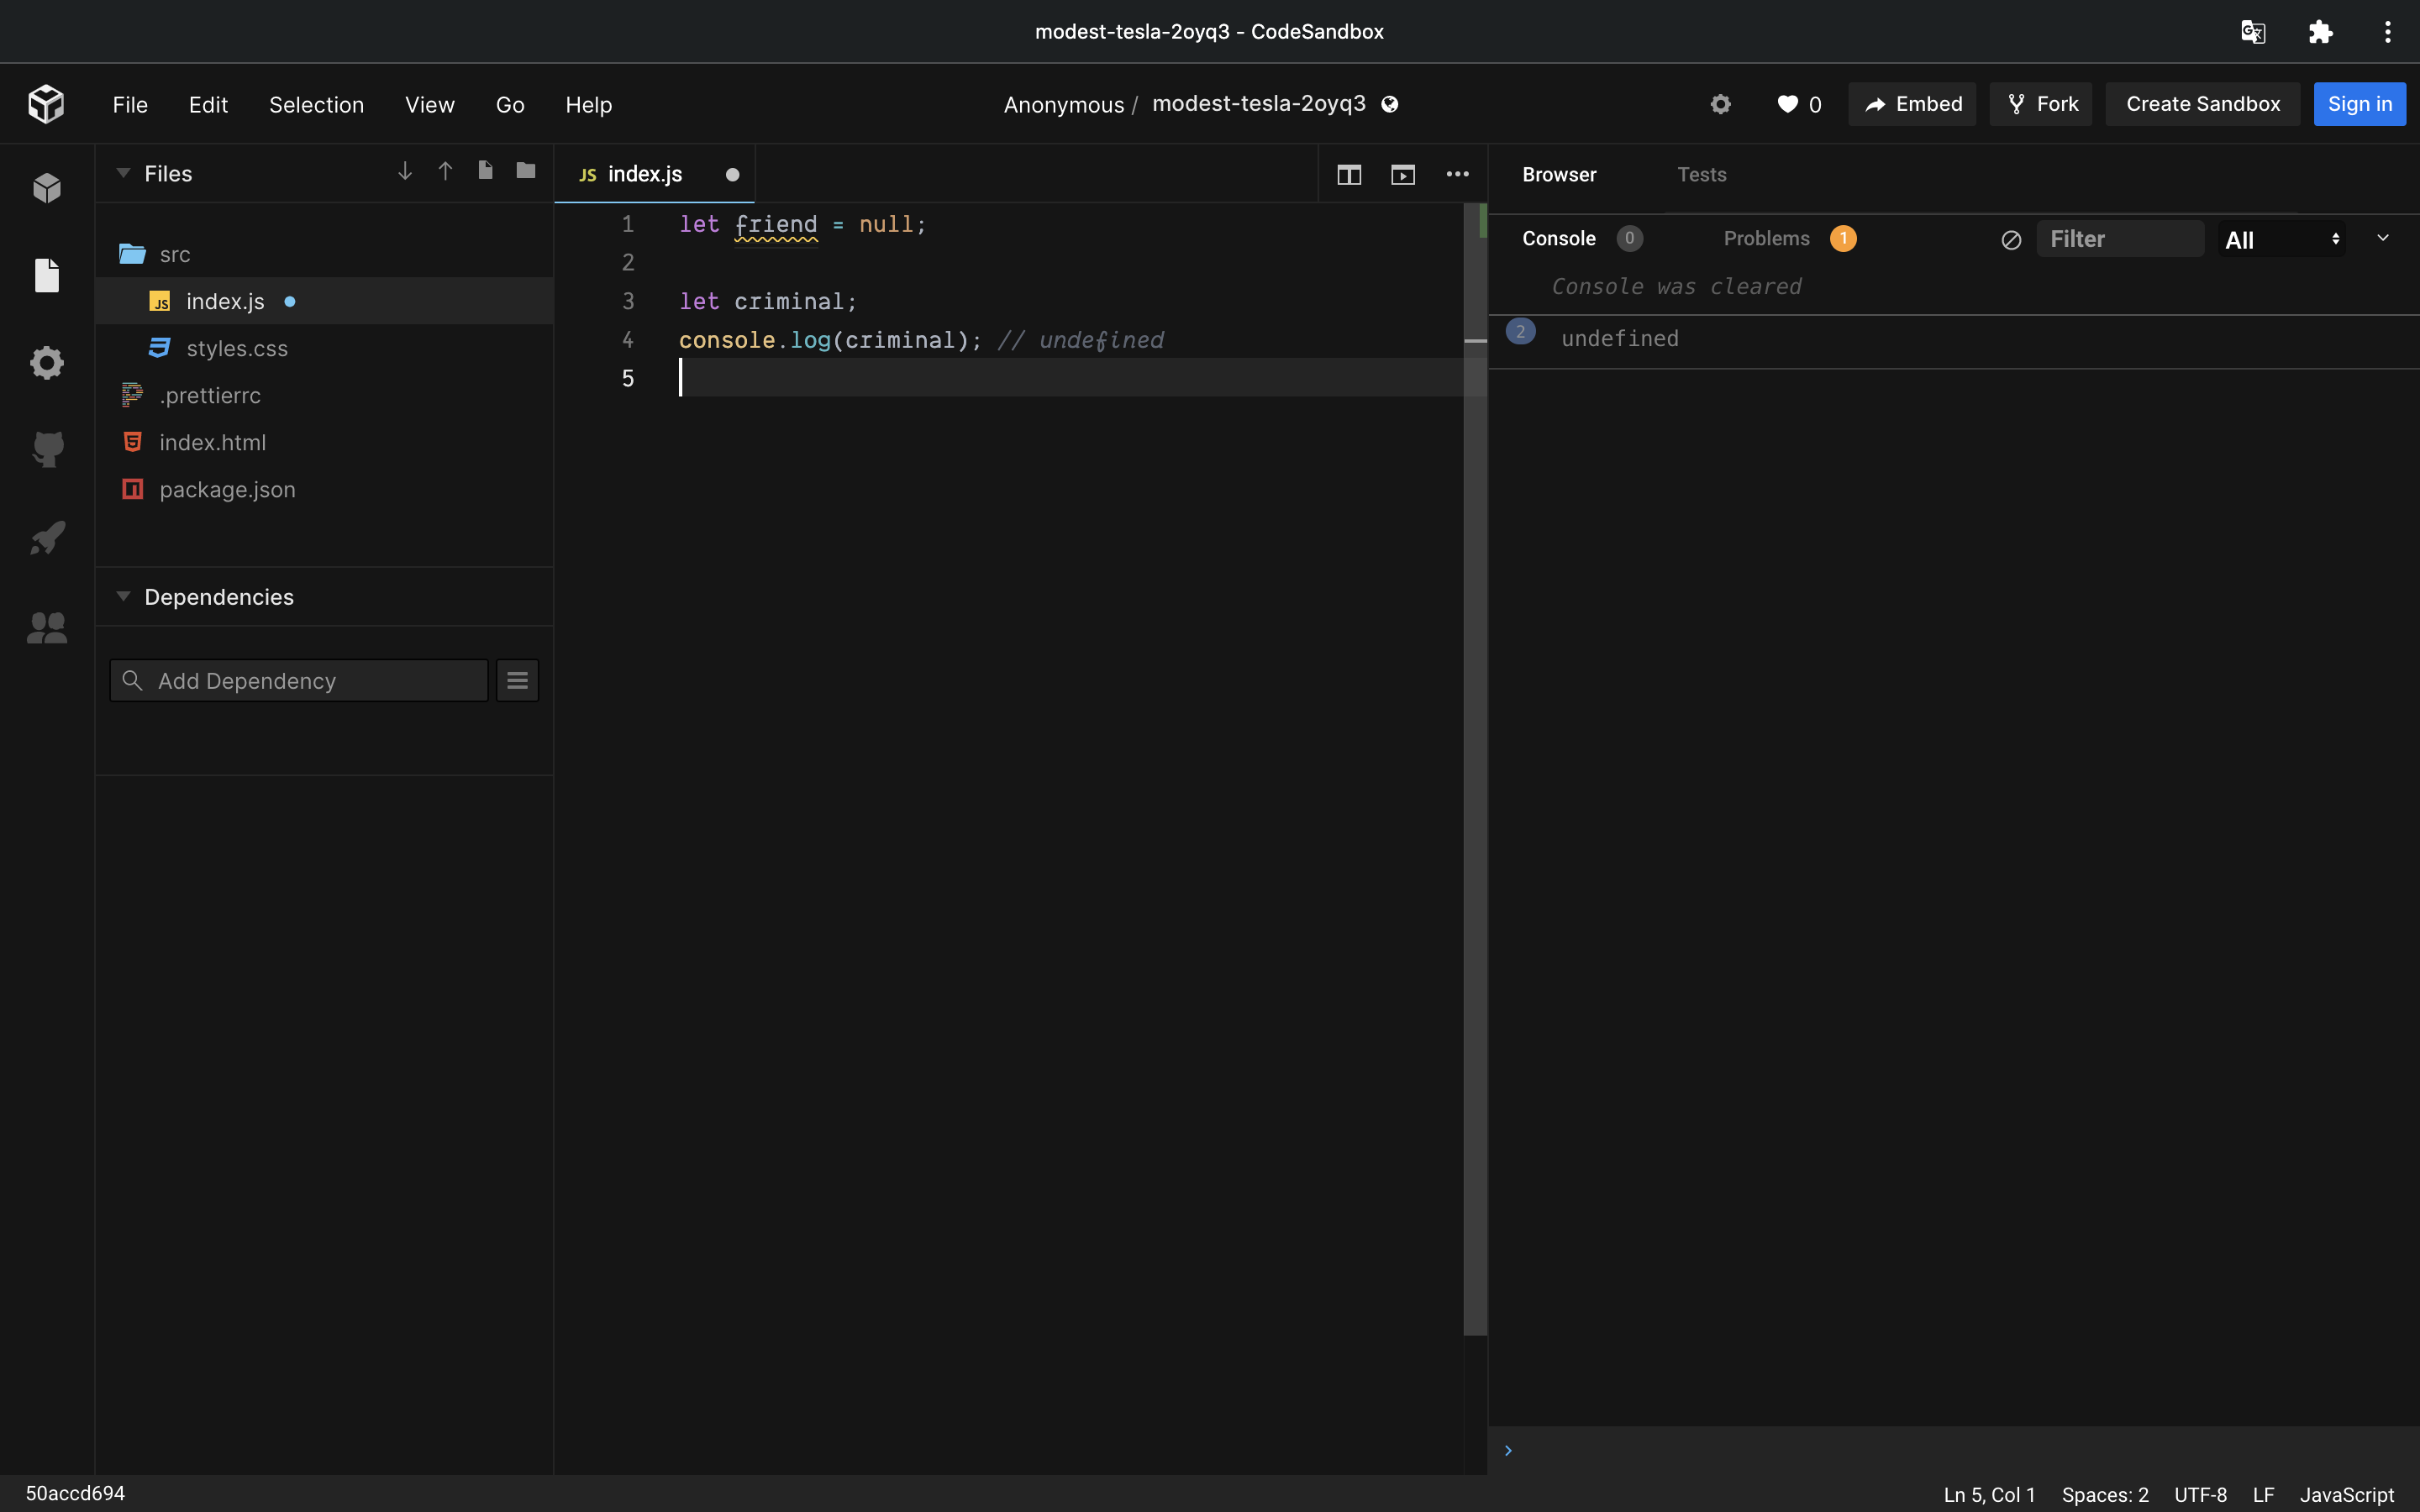 modest-tesla-2oyq3 - CodeSandbox
File Edit Selection View Go Help
Anonymous / modest-tesla-2oyq3
0 Embed Fork Create Sandbox Sign in
Files
src
JS index.js
styles.css
.prettierrc
index.html
package.json
Dependencies
Add Dependency
JS index.js
1 let friend = null;
2
3 let criminal;
4 console.log(criminal); // undefined
5
Browser Tests
Console 0 Problems 1 Filter All
Console was cleared
2 undefined
50accd694
Ln 5, Col 1 Spaces: 2 UTF-8 LF JavaScript